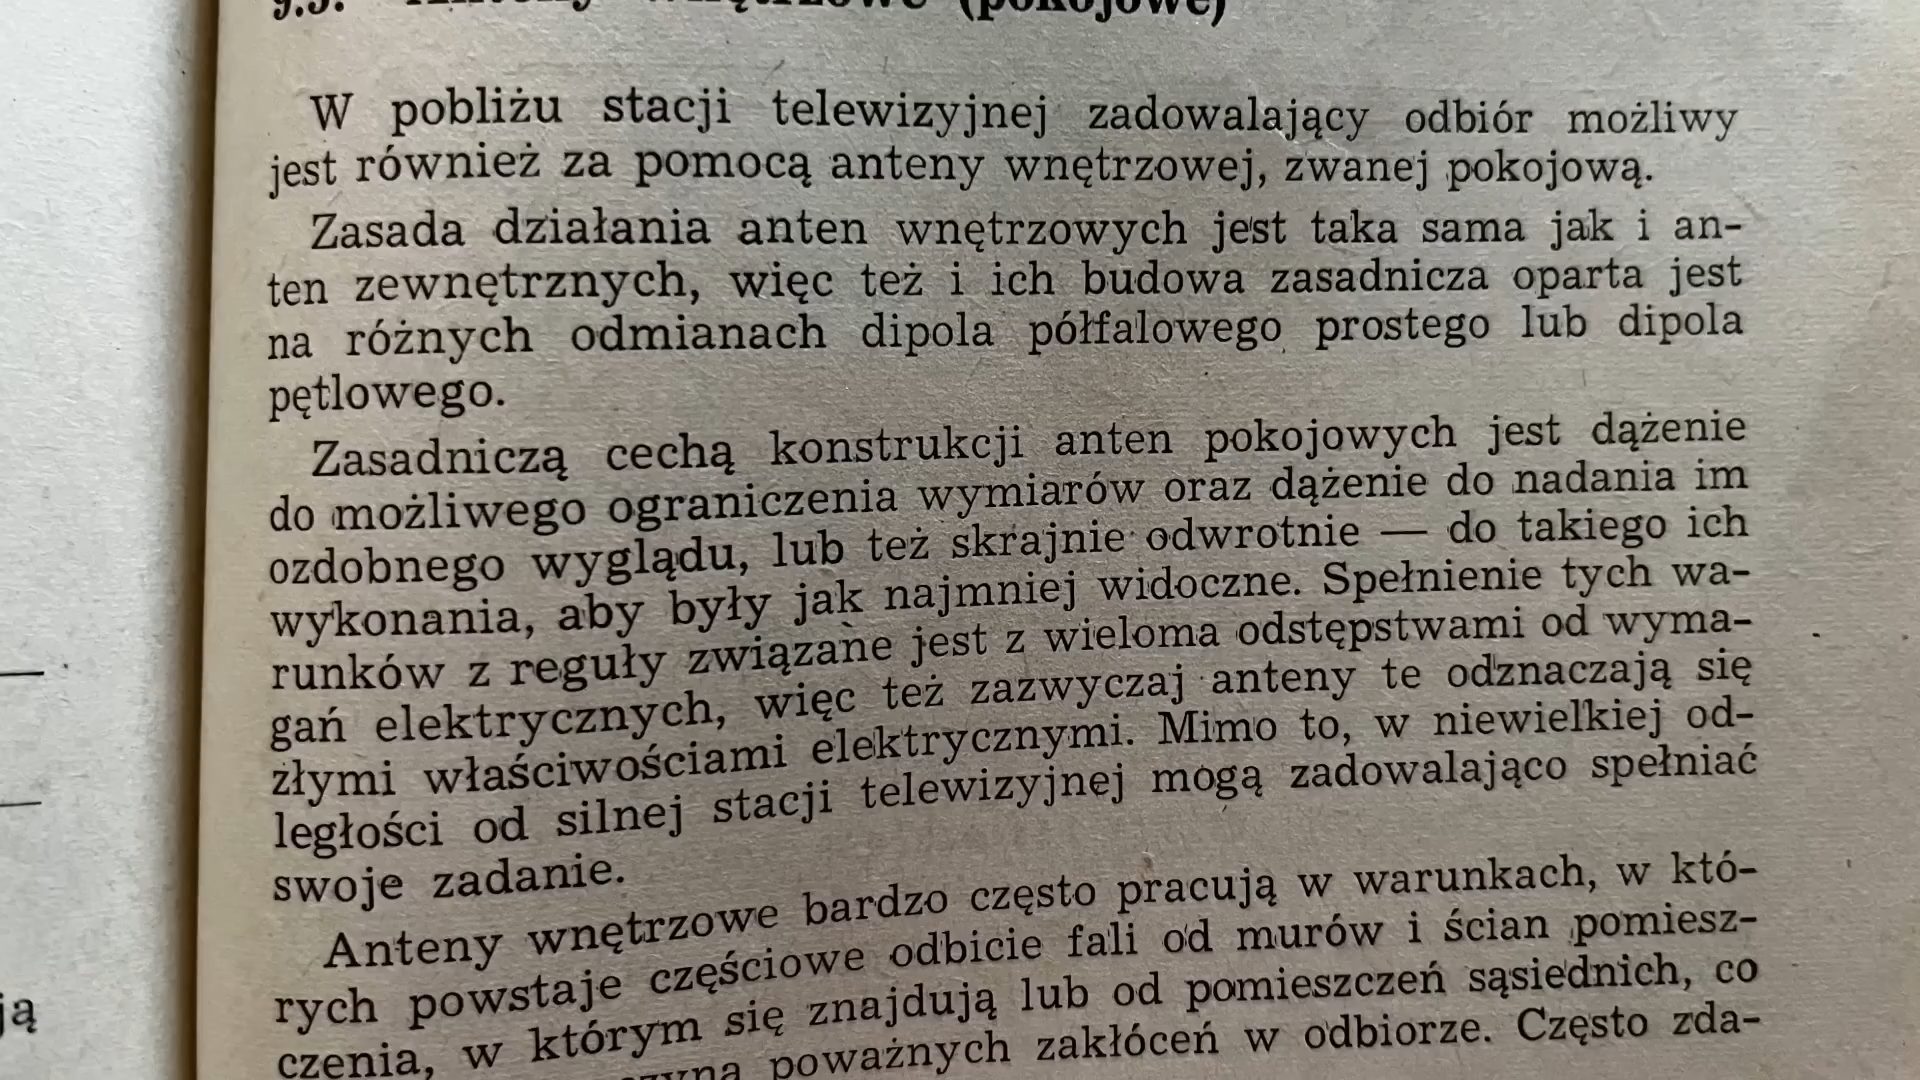 9.5. Anteny wnętrzowe (pokojowe)
W pobliżu stacji telewizyjnej zadowalający odbiór możliwy
jest również za pomocą anteny wnętrzowej, zwanej pokojową.
Zasada działania anten wnętrzowych jest taka sama jak i an-
ten zewnętrznych, więc też i ich budowa zasadnicza oparta jest
na różnych odmianach dipola półfalowego prostego lub dipola
pętlowego.
Zasadniczą cechą konstrukcji anten pokojowych jest dążenie
do możliwego ograniczenia wymiarów oraz dążenie do nadania im
ozdobnego wyglądu, lub też skrajnie odwrotnie — do takiego ich
wykonania, aby były jak najmniej widoczne. Spełnienie tych wa-
runków z reguły związane jest z wieloma odstępstwami od wyma-
gań elektrycznych, więc też zazwyczaj anteny te odznaczają się
złymi właściwościami elektrycznymi. Mimo to, w niewielkiej od-
ległości od silnej stacji telewizyjnej mogą zadowalająco spełniać
swoje zadanie.
Anteny wnętrzowe bardzo często pracują w warunkach, w któ-
rych powstaje częściowe odbicie fali od murów i ścian pomiesz-
czenia, w którym się znajdują lub od pomieszczeń sąsiednich, co
poważnych zakłóceń w odbiorze. Często zda-
ją